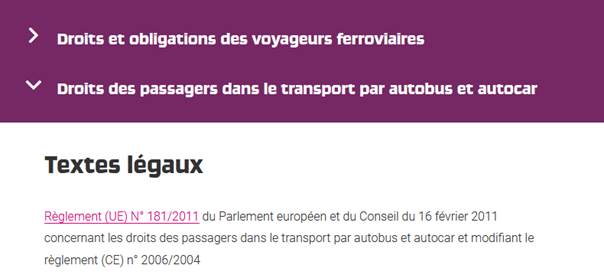 Droits et obligations des voyageurs ferroviaires
Droits des passagers dans le transport par autobus et autocar
Textes légaux
Règlement (UE) N° 181/2011 du Parlement européen et du Conseil du 16 février 2011
concernant les droits des passagers dans le transport par autobus et autocar et modifiant le
règlement (CE) n° 2006/2004